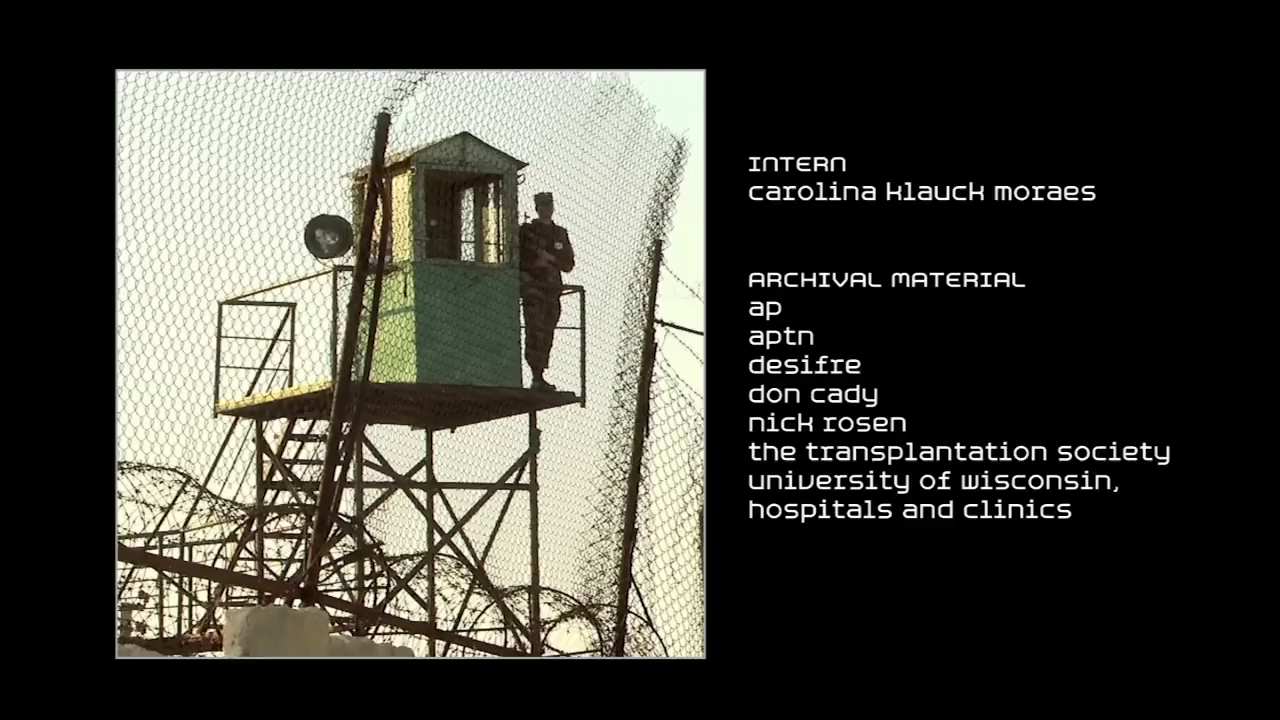 INTERN
carolina klauck moraes
ARCHIVAL MATERIAL
ap
aptn
desifre
don cady
nick rosen
the transplantation society
university of wisconsin,
hospitals and clinics